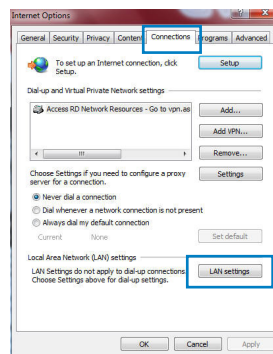 Internet Options
General Security Privacy Content Connections Programs Advanced
To set up an Internet connection, click
Setup.
Setup
Dial-up and Virtual Private Network settings
Access RD Network Resources - Go to vpn.as
Add...
Add VPN...
Remove...
Choose Settings if you need to configure a proxy
server for a connection.
Settings
Never dial a connection
Dial whenever a network connection is not present
Always dial my default connection
Current None
Set default
Local Area Network (LAN) settings
LAN Settings do not apply to dial-up connections.
Choose Settings above for dial-up settings.
LAN settings
OK Cancel Apply